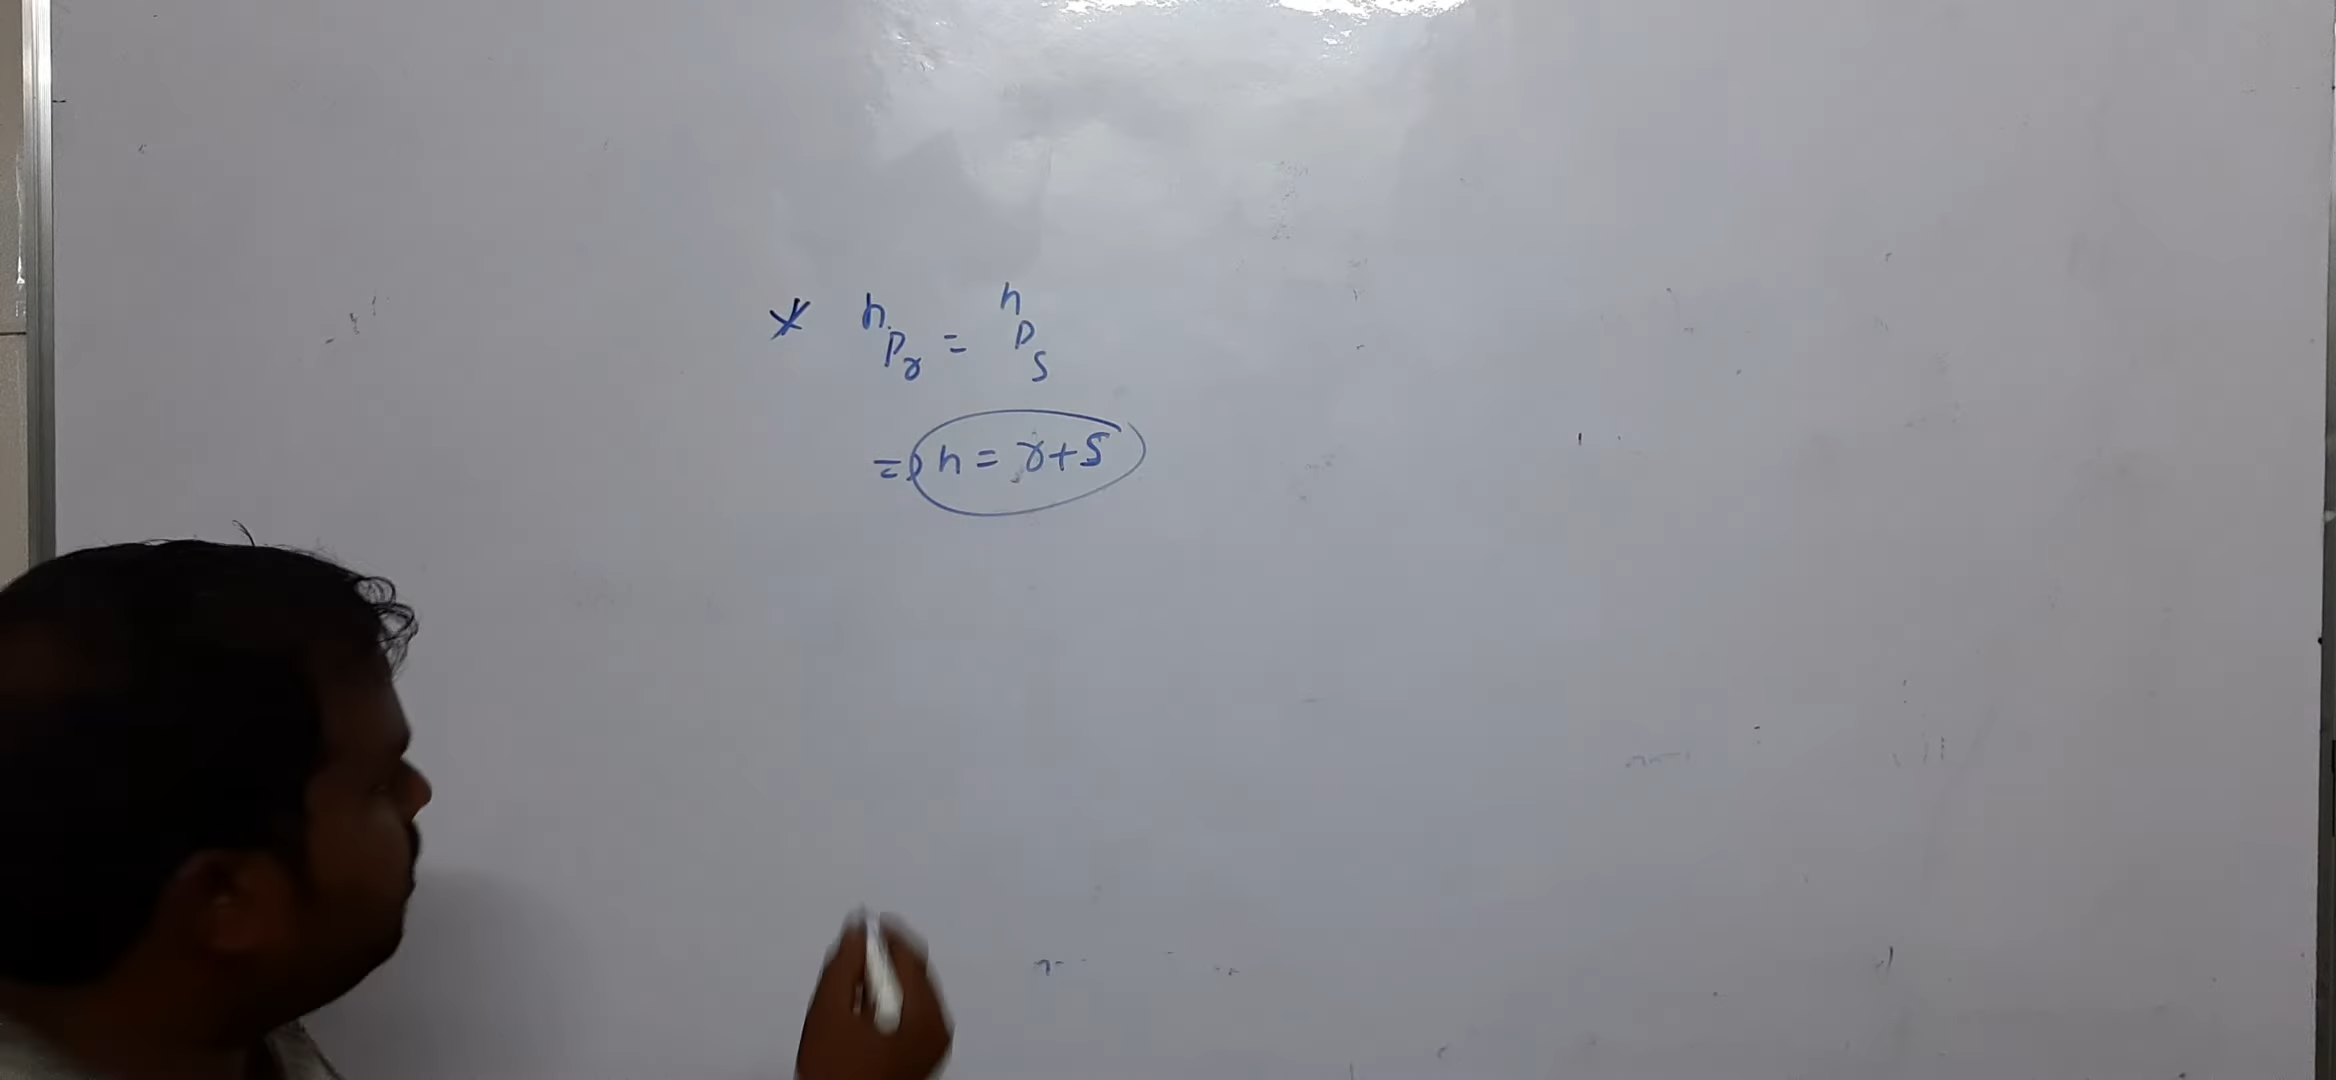 * ⁿPᵣ = ⁿPₛ
⇒ n = r+s